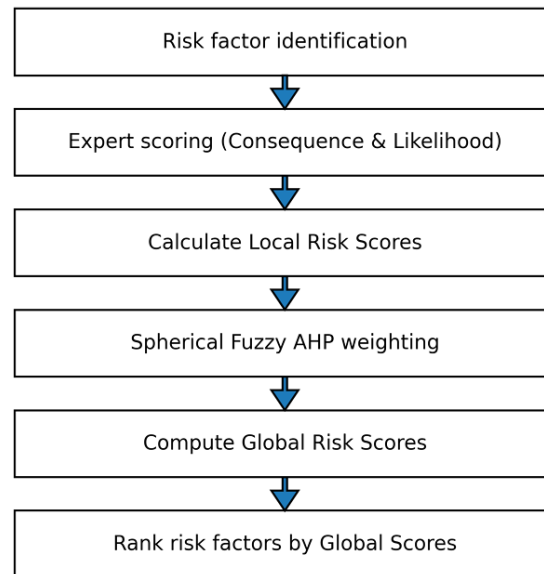 Risk factor identification
Expert scoring (Consequence & Likelihood)
Calculate Local Risk Scores
Spherical Fuzzy AHP weighting
Compute Global Risk Scores
Rank risk factors by Global Scores